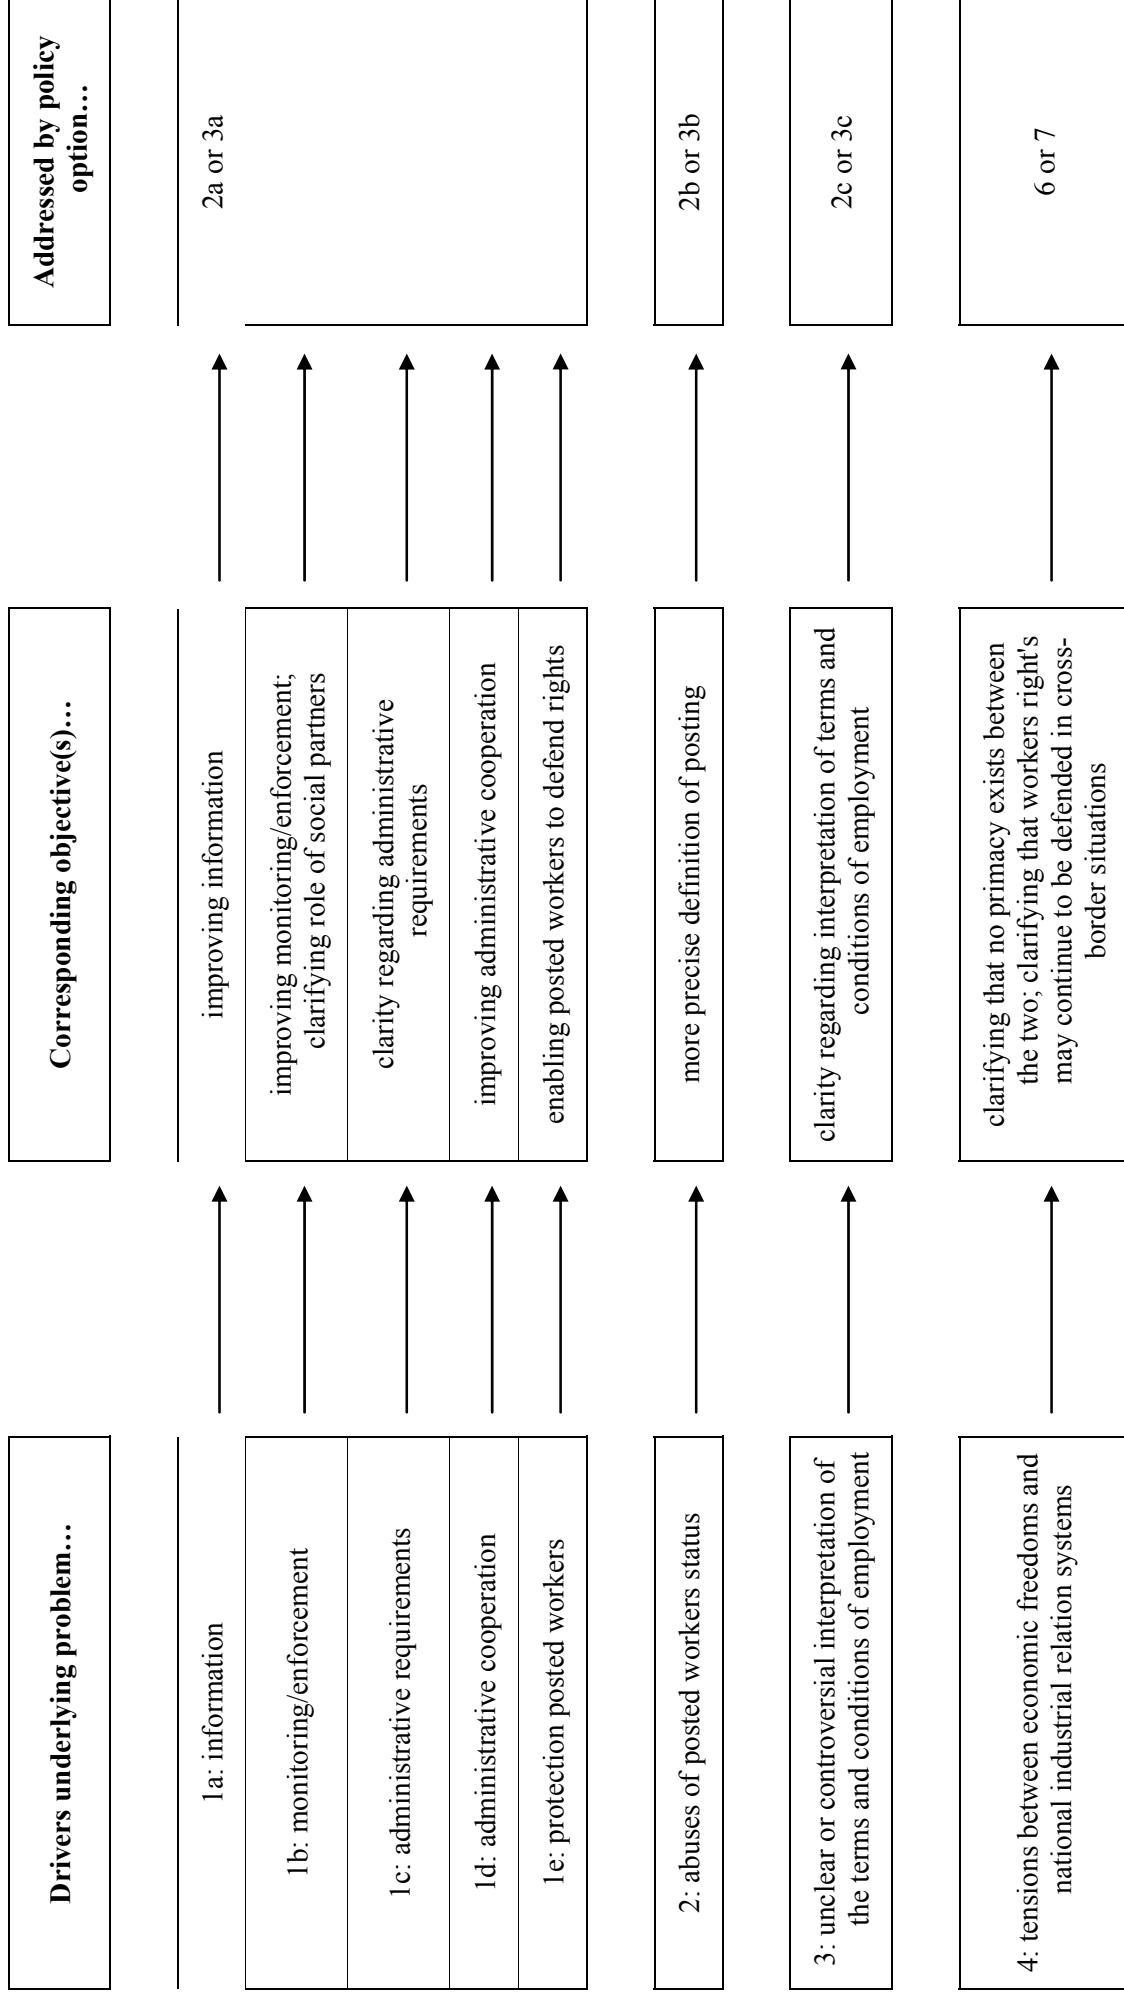 Drivers underlying problem…
Corresponding objective(s)…
Addressed by policy
option…
1a: information
improving information
2a or 3a
1b: monitoring/enforcement
improving monitoring/enforcement;
clarifying role of social partners
1c: administrative requirements
clarity regarding administrative
requirements
1d: administrative cooperation
improving administrative cooperation
1e: protection posted workers
enabling posted workers to defend rights
2: abuses of posted workers status
more precise definition of posting
2b or 3b
3: unclear or controversial interpretation of
the terms and conditions of employment
clarity regarding interpretation of terms and
conditions of employment
2c or 3c
4: tensions between economic freedoms and
national industrial relation systems
clarifying that no primacy exists between
the two; clarifying that workers right's
may continue to be defended in cross-
border situations
6 or 7